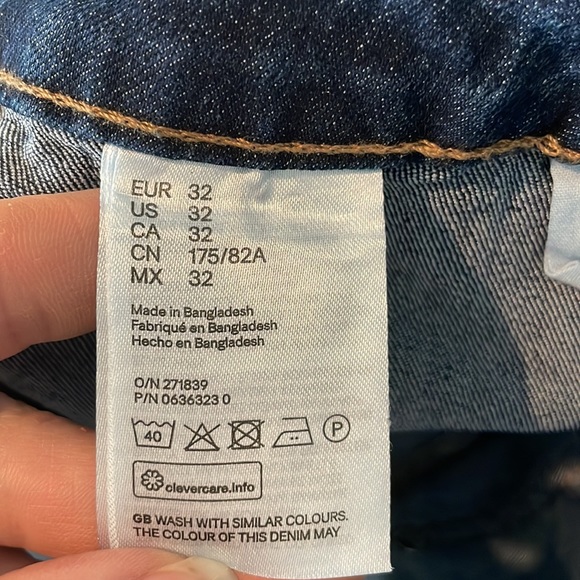 EUR 32
US 32
CA 32
CN 175/82A
MX 32
Made in Bangladesh
Fabriqué en Bangladesh
Hecho en Bangladesh
O/N 271839
P/N 0636323 0
40 P
clevercare.info
GB WASH WITH SIMILAR COLOURS.
THE COLOUR OF THIS DENIM MAY